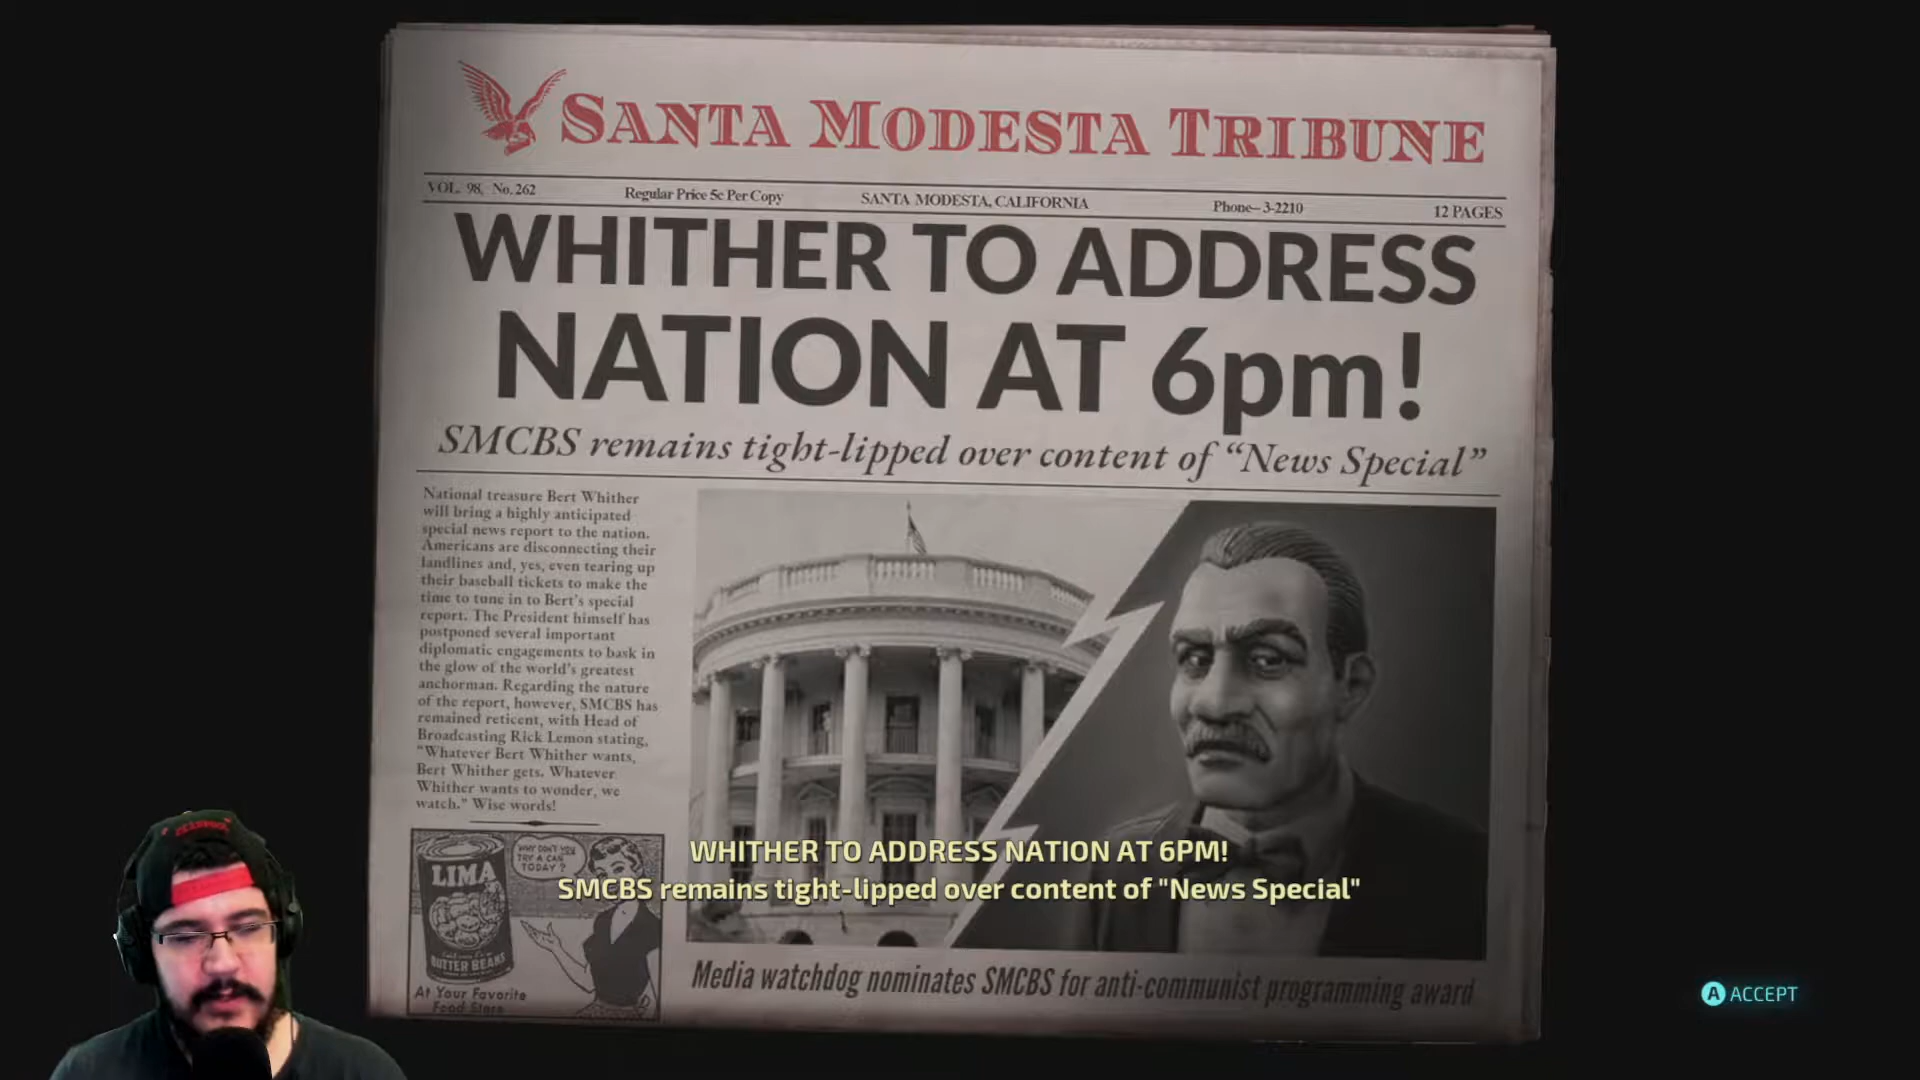 SANTA MODESTA TRIBUNE
VOL. 98, No. 262
Regular Price 5c Per Copy
SANTA MODESTA, CALIFORNIA
Phone– 3-2210
12 PAGES
WHITHER TO ADDRESS
NATION AT 6pm!
SMCBS remains tight-lipped over content of “News Special”
National treasure Bert Whither
will bring a highly anticipated
special news report to the nation.
Americans are disconnecting their
landlines and, yes, even tearing up
their baseball tickets to make the
time to tune in to Bert's special
report. The President himself has
postponed several important
diplomatic engagements to bask in
the glow of the world's greatest
anchorman. Regarding the nature
of the report, however, SMCBS has
remained reticent, with Head of
Broadcasting Rick Lemon stating,
“Whatever Bert Whither wants,
Bert Whither gets. Whatever
Whither wants to wonder, we
watch.” Wise words!
WHY DON'T YOU
TRY A CAN
TODAY?
LIMA
BUTTER BEANS
At Your Favorite
Food Store
WHITHER TO ADDRESS NATION AT 6PM!
SMCBS remains tight-lipped over content of "News Special"
Media watchdog nominates SMCBS for anti-communist programming award
A ACCEPT